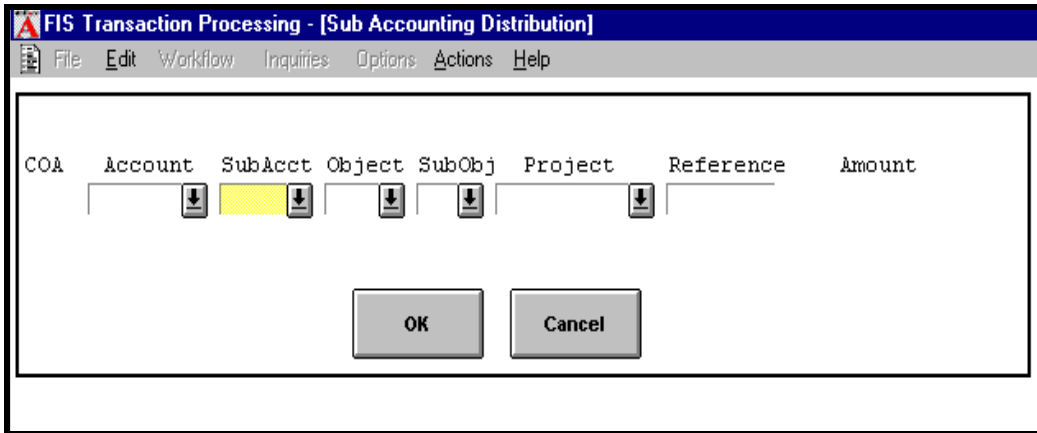 FIS Transaction Processing - [Sub Accounting Distribution]
File Edit Workflow Inquiries Options Actions Help
COA Account SubAcct Object SubObj Project Reference Amount
OK Cancel